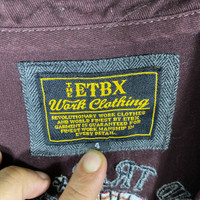 THE ETBX
Work Clothing
REVOLUTIONARY WORK CLOTHES
AND WORLD FINEST BY ETBX
GARMENT IS GUARANTEED FOR
FINEST WORK MANSHIP IN
EVERY DETAIL.
4